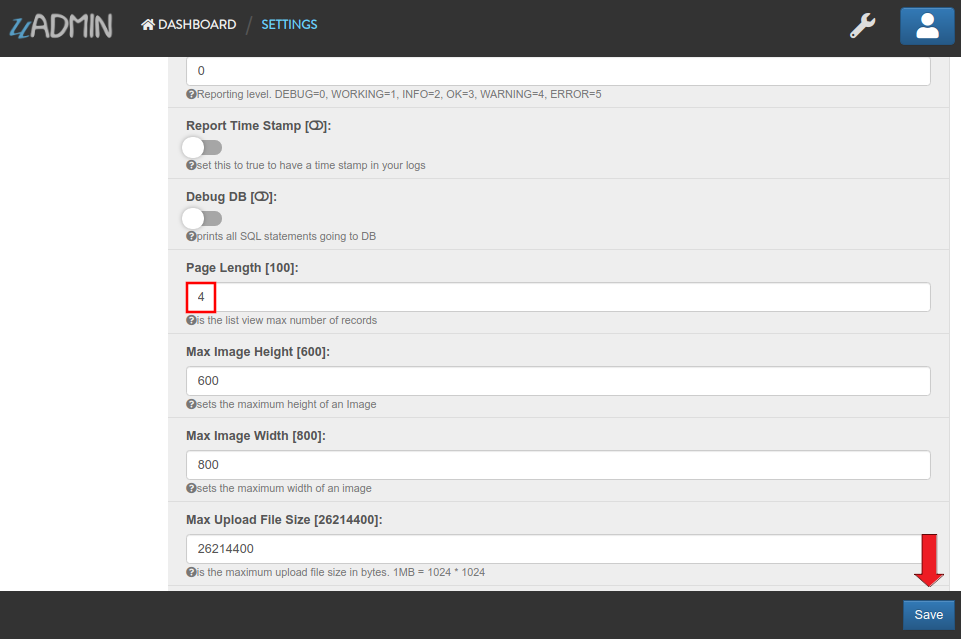 uADMIN DASHBOARD / SETTINGS
0
Reporting level. DEBUG=0, WORKING=1, INFO=2, OK=3, WARNING=4, ERROR=5
Report Time Stamp []:
set this to true to have a time stamp in your logs
Debug DB []:
prints all SQL statements going to DB
Page Length [100]:
4
is the list view max number of records
Max Image Height [600]:
600
sets the maximum height of an Image
Max Image Width [800]:
800
sets the maximum width of an image
Max Upload File Size [26214400]:
26214400
is the maximum upload file size in bytes. 1MB = 1024 * 1024
Save